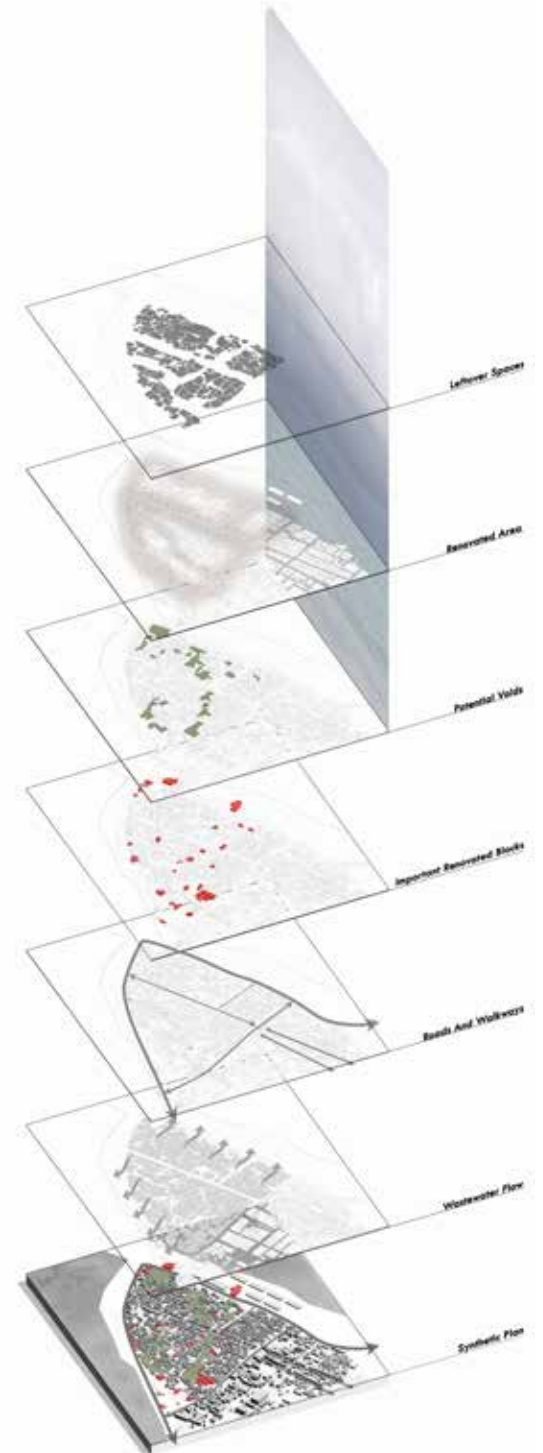 Leftover Spaces
Renovated Area
Potential Voids
Important Renovated Blocks
Roads And Walkways
Wastewater Flow
Synthetic Plan